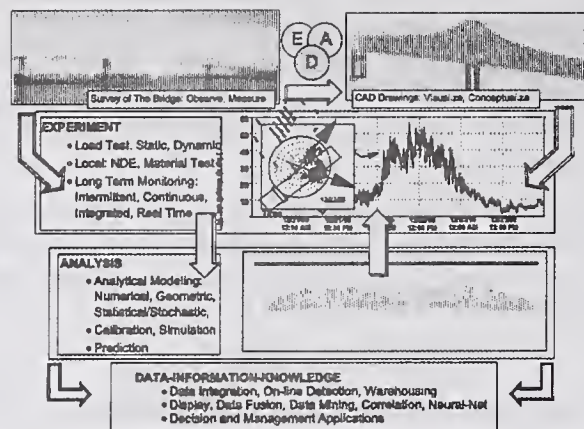 E A
D
Survey of The Bridge: Observe, Measure
CAD Drawings: Visualize, Conceptualize
EXPERIMENT
• Load Test: Static, Dynamic
• Local: NDE, Material Test
• Long Term Monitoring:
Intermittent, Continuous,
Integrated, Real Time
ANALYSIS
• Analytical Modeling:
Numerical, Geometric,
Statistical/Stochastic,
• Calibration, Simulation
• Prediction
DATA-INFORMATION-KNOWLEDGE
• Data Integration, On-line Detection, Warehousing
• Display, Data Fusion, Data Mining, Correlation, Neural-Net
• Decision and Management Applications